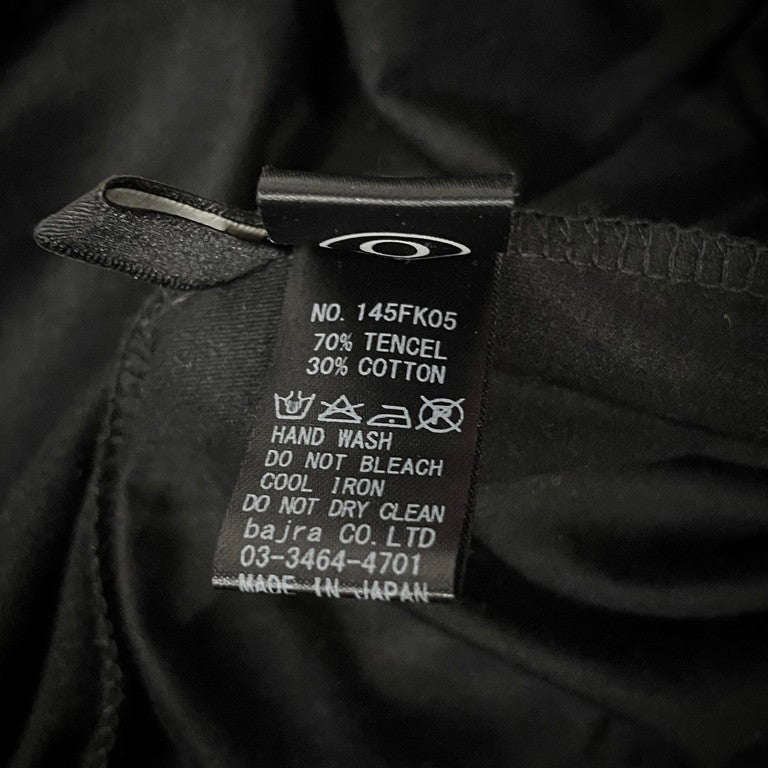 NO. 145FK05
70% TENCEL
30% COTTON
HAND WASH
DO NOT BLEACH
COOL IRON
DO NOT DRY CLEAN
bajra CO.LTD
03-3464-4701
MADE IN JAPAN